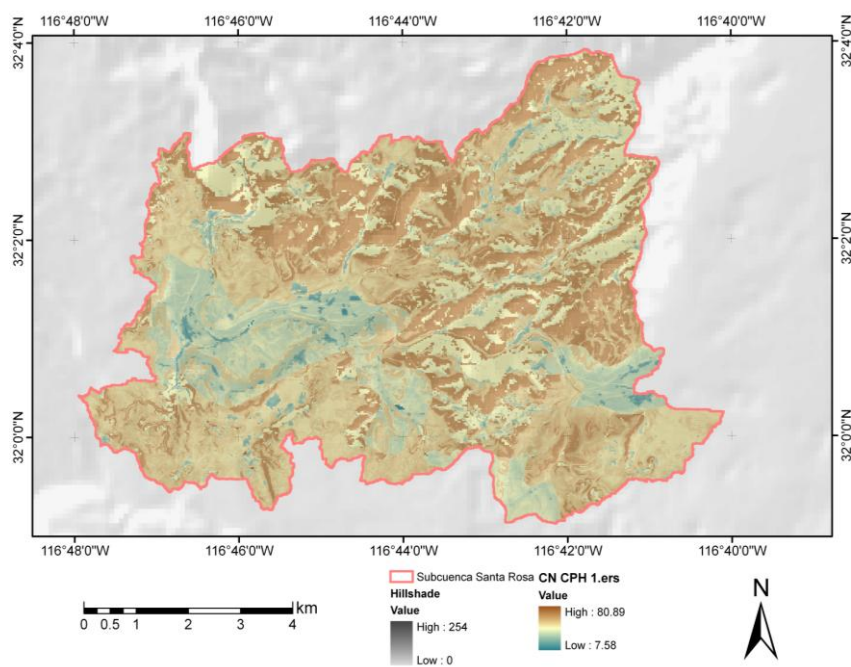 116°48'0"W 116°46'0"W 116°44'0"W 116°42'0"W 116°40'0"W
32°4'0"N 32°4'0"N
32°2'0"N 32°2'0"N
32°0'0"N 32°0'0"N
116°48'0"W 116°46'0"W 116°44'0"W 116°42'0"W 116°40'0"W
Subcuenca Santa Rosa
Hillshade
Value
High : 254
Low : 0
CN CPH 1.ers
Value
High : 80.89
Low : 7.58
km
0 0.5 1 2 3 4
N